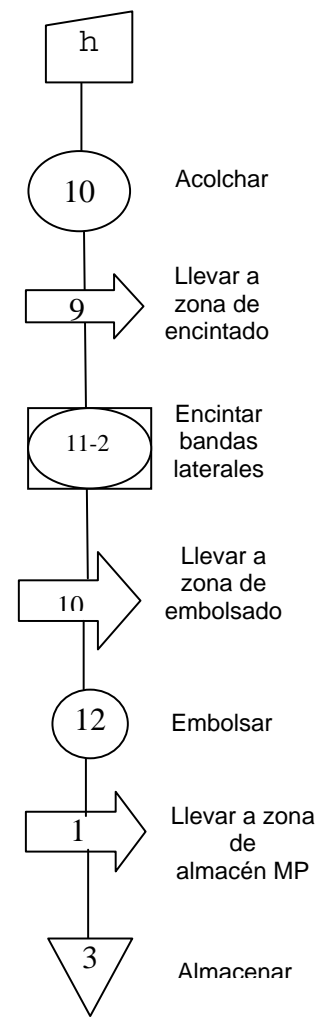 h
10
Acolchar
9
Llevar a
zona de
encintado
11-2
Encintar
bandas
laterales
10
Llevar a
zona de
embolsado
12
Embolsar
1
Llevar a zona
de
almacén MP
3
Almacenar